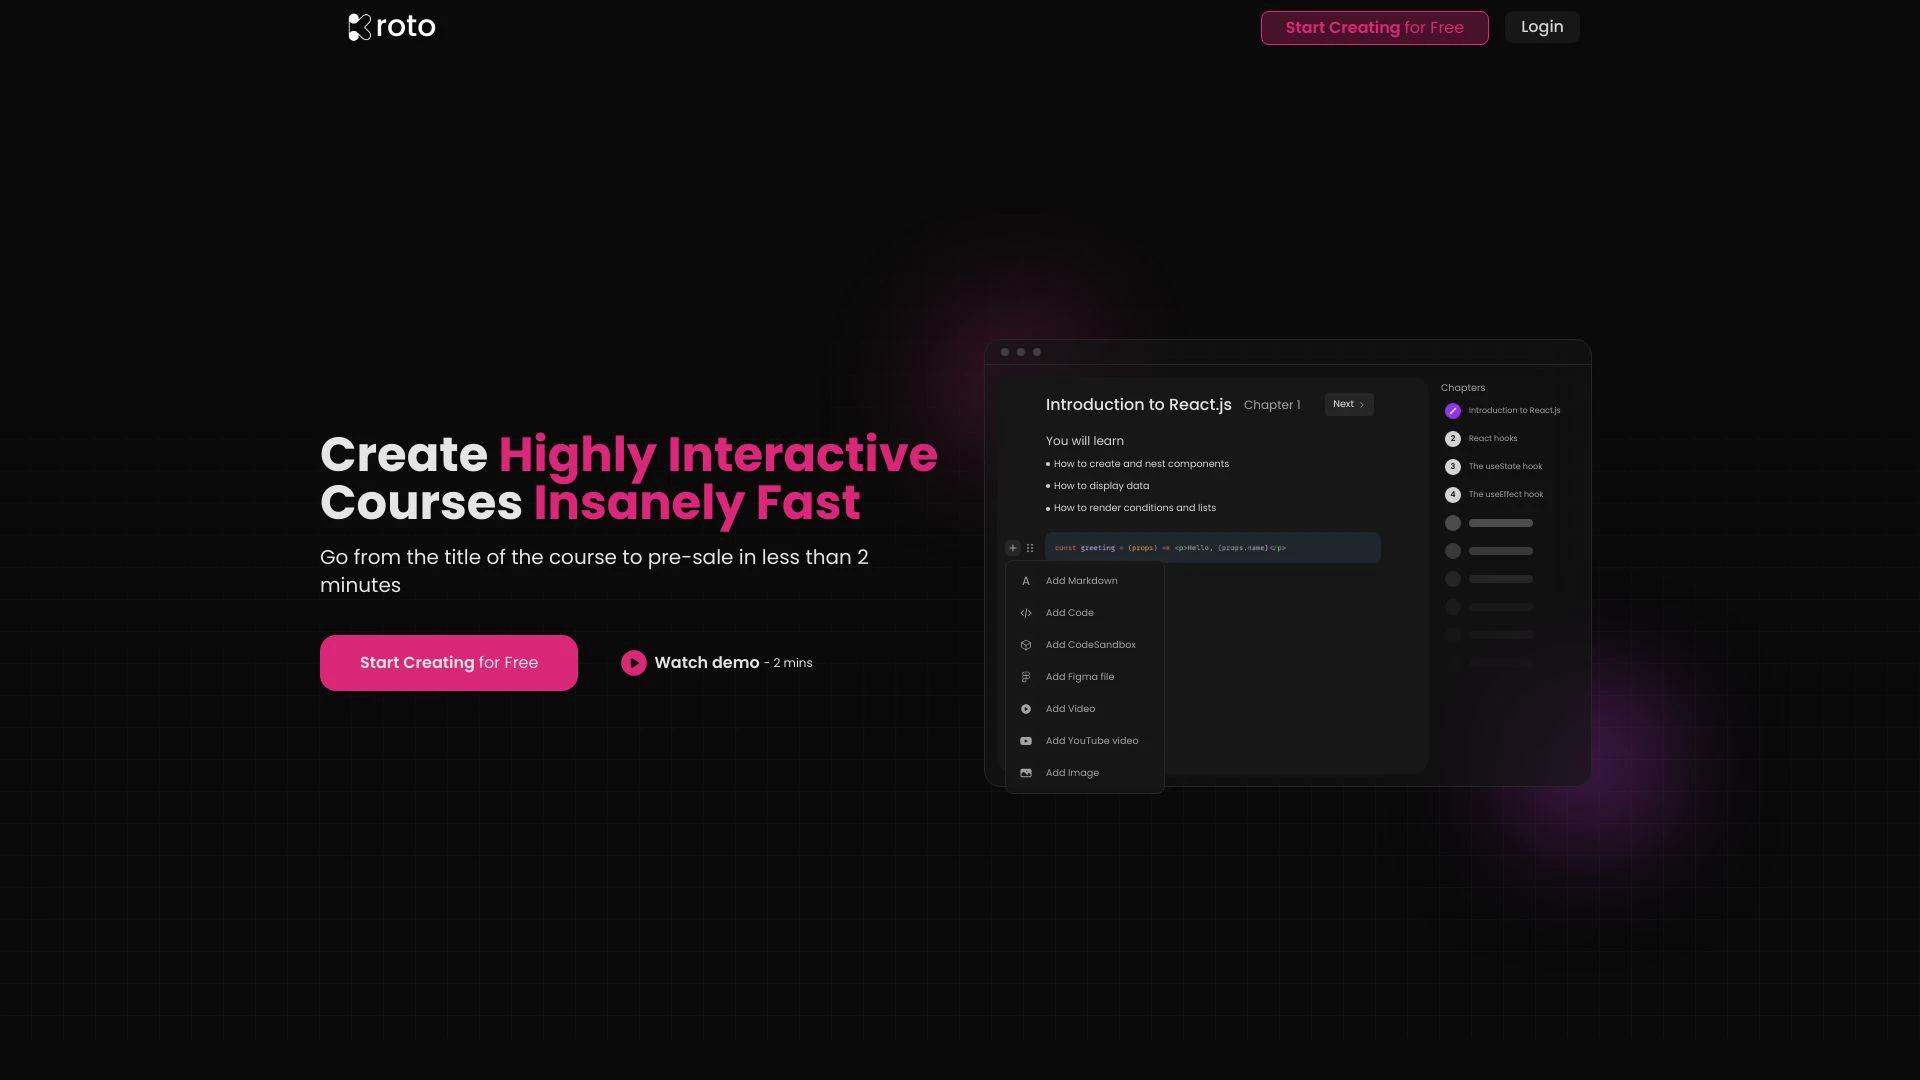 Kroto
Start Creating for Free
Login
Create Highly Interactive
Courses Insanely Fast
Go from the title of the course to pre-sale in less than 2
minutes
Start Creating for Free
Watch demo - 2 mins
Introduction to React.js Chapter 1 Next
You will learn
How to create and nest components
How to display data
How to render conditions and lists
const greeting = (props) => <p>Hello, {props.name}</p>
Add Markdown
Add Code
Add CodeSandbox
Add Figma file
Add Video
Add YouTube video
Add Image
Chapters
Introduction to React.js
2 React hooks
3 The useState hook
4 The useEffect hook